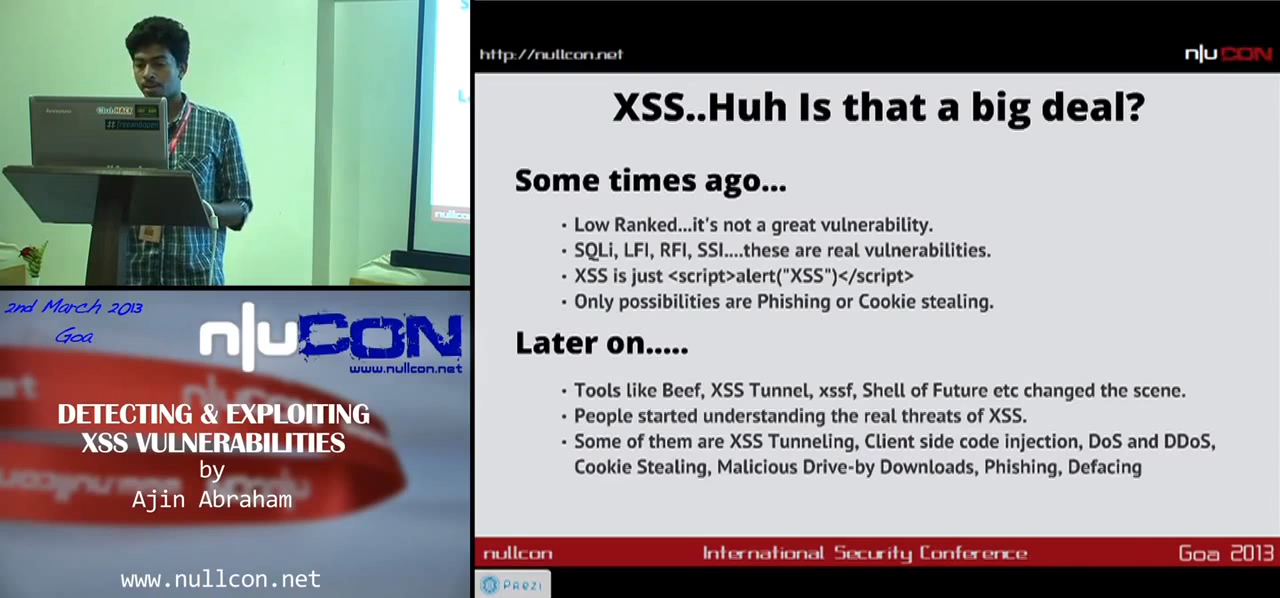 ClubHACK
nullcon
2nd March 2013
Goa
n|u CON
www.nullcon.net
DETECTING & EXPLOITING
XSS VULNERABILITIES
by
Ajin Abraham
www.nullcon.net
http://nullcon.net
n|u CON
XSS..Huh Is that a big deal?
Some times ago...
· Low Ranked...it's not a great vulnerability.
· SQLi, LFI, RFI, SSI....these are real vulnerabilities.
· XSS is just <script>alert("XSS")</script>
· Only possibilities are Phishing or Cookie stealing.
Later on.....
· Tools like Beef, XSS Tunnel, xssf, Shell of Future etc changed the scene.
· People started understanding the real threats of XSS.
· Some of them are XSS Tunneling, Client side code injection, DoS and DDoS,
Cookie Stealing, Malicious Drive-by Downloads, Phishing, Defacing
nullcon International Security Conference Goa 2013
Prezi